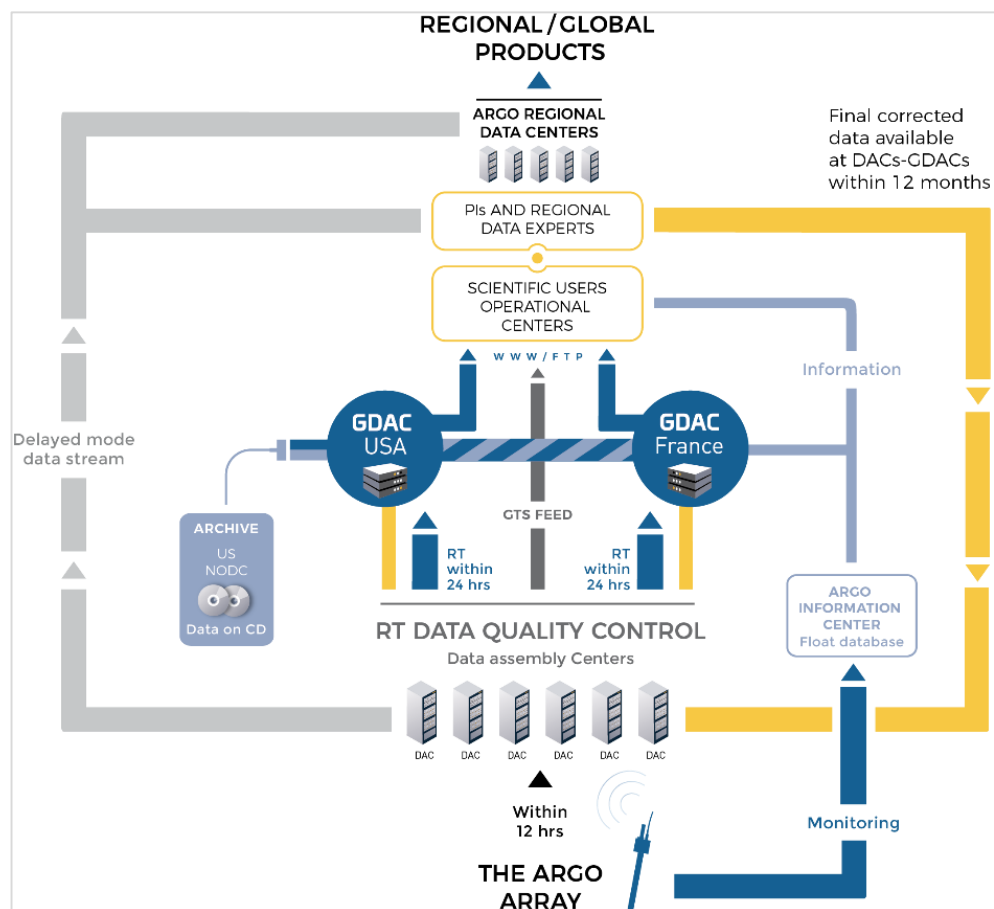 REGIONAL / GLOBAL
PRODUCTS
ARGO REGIONAL
DATA CENTERS
Final corrected
data available
at DACs-GDACs
within 12 months
PIs AND REGIONAL
DATA EXPERTS
SCIENTIFIC USERS
OPERATIONAL
CENTERS
WWW/FTP
Information
GDAC
USA
GDAC
France
Delayed mode
data stream
GTS FEED
ARCHIVE
US
NODC
Data on CD
RT
within
24 hrs
RT
within
24 hrs
ARGO
INFORMATION
CENTER
Float database
RT DATA QUALITY CONTROL
Data assembly Centers
DAC DAC DAC DAC DAC DAC
Within
12 hrs
Monitoring
THE ARGO
ARRAY